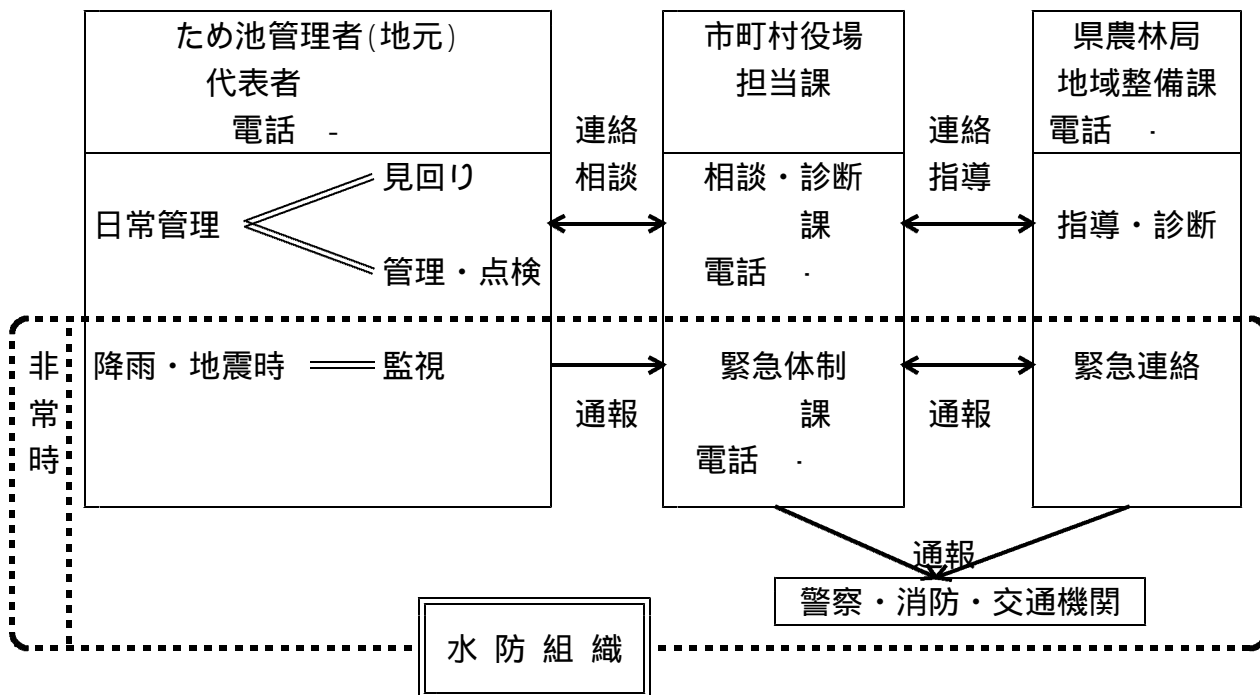 ため池管理者(地元)
代表者
電話 -
市町村役場
担当課
県農林局
地域整備課
電話 -
連絡
相談
連絡
指導
日常管理
見回り
管理・点検
相談・診断
課
電話 -
指導・診断
非常時
降雨・地震時
監視
通報
緊急体制
課
電話 -
通報
緊急連絡
通報
警察・消防・交通機関
水防組織